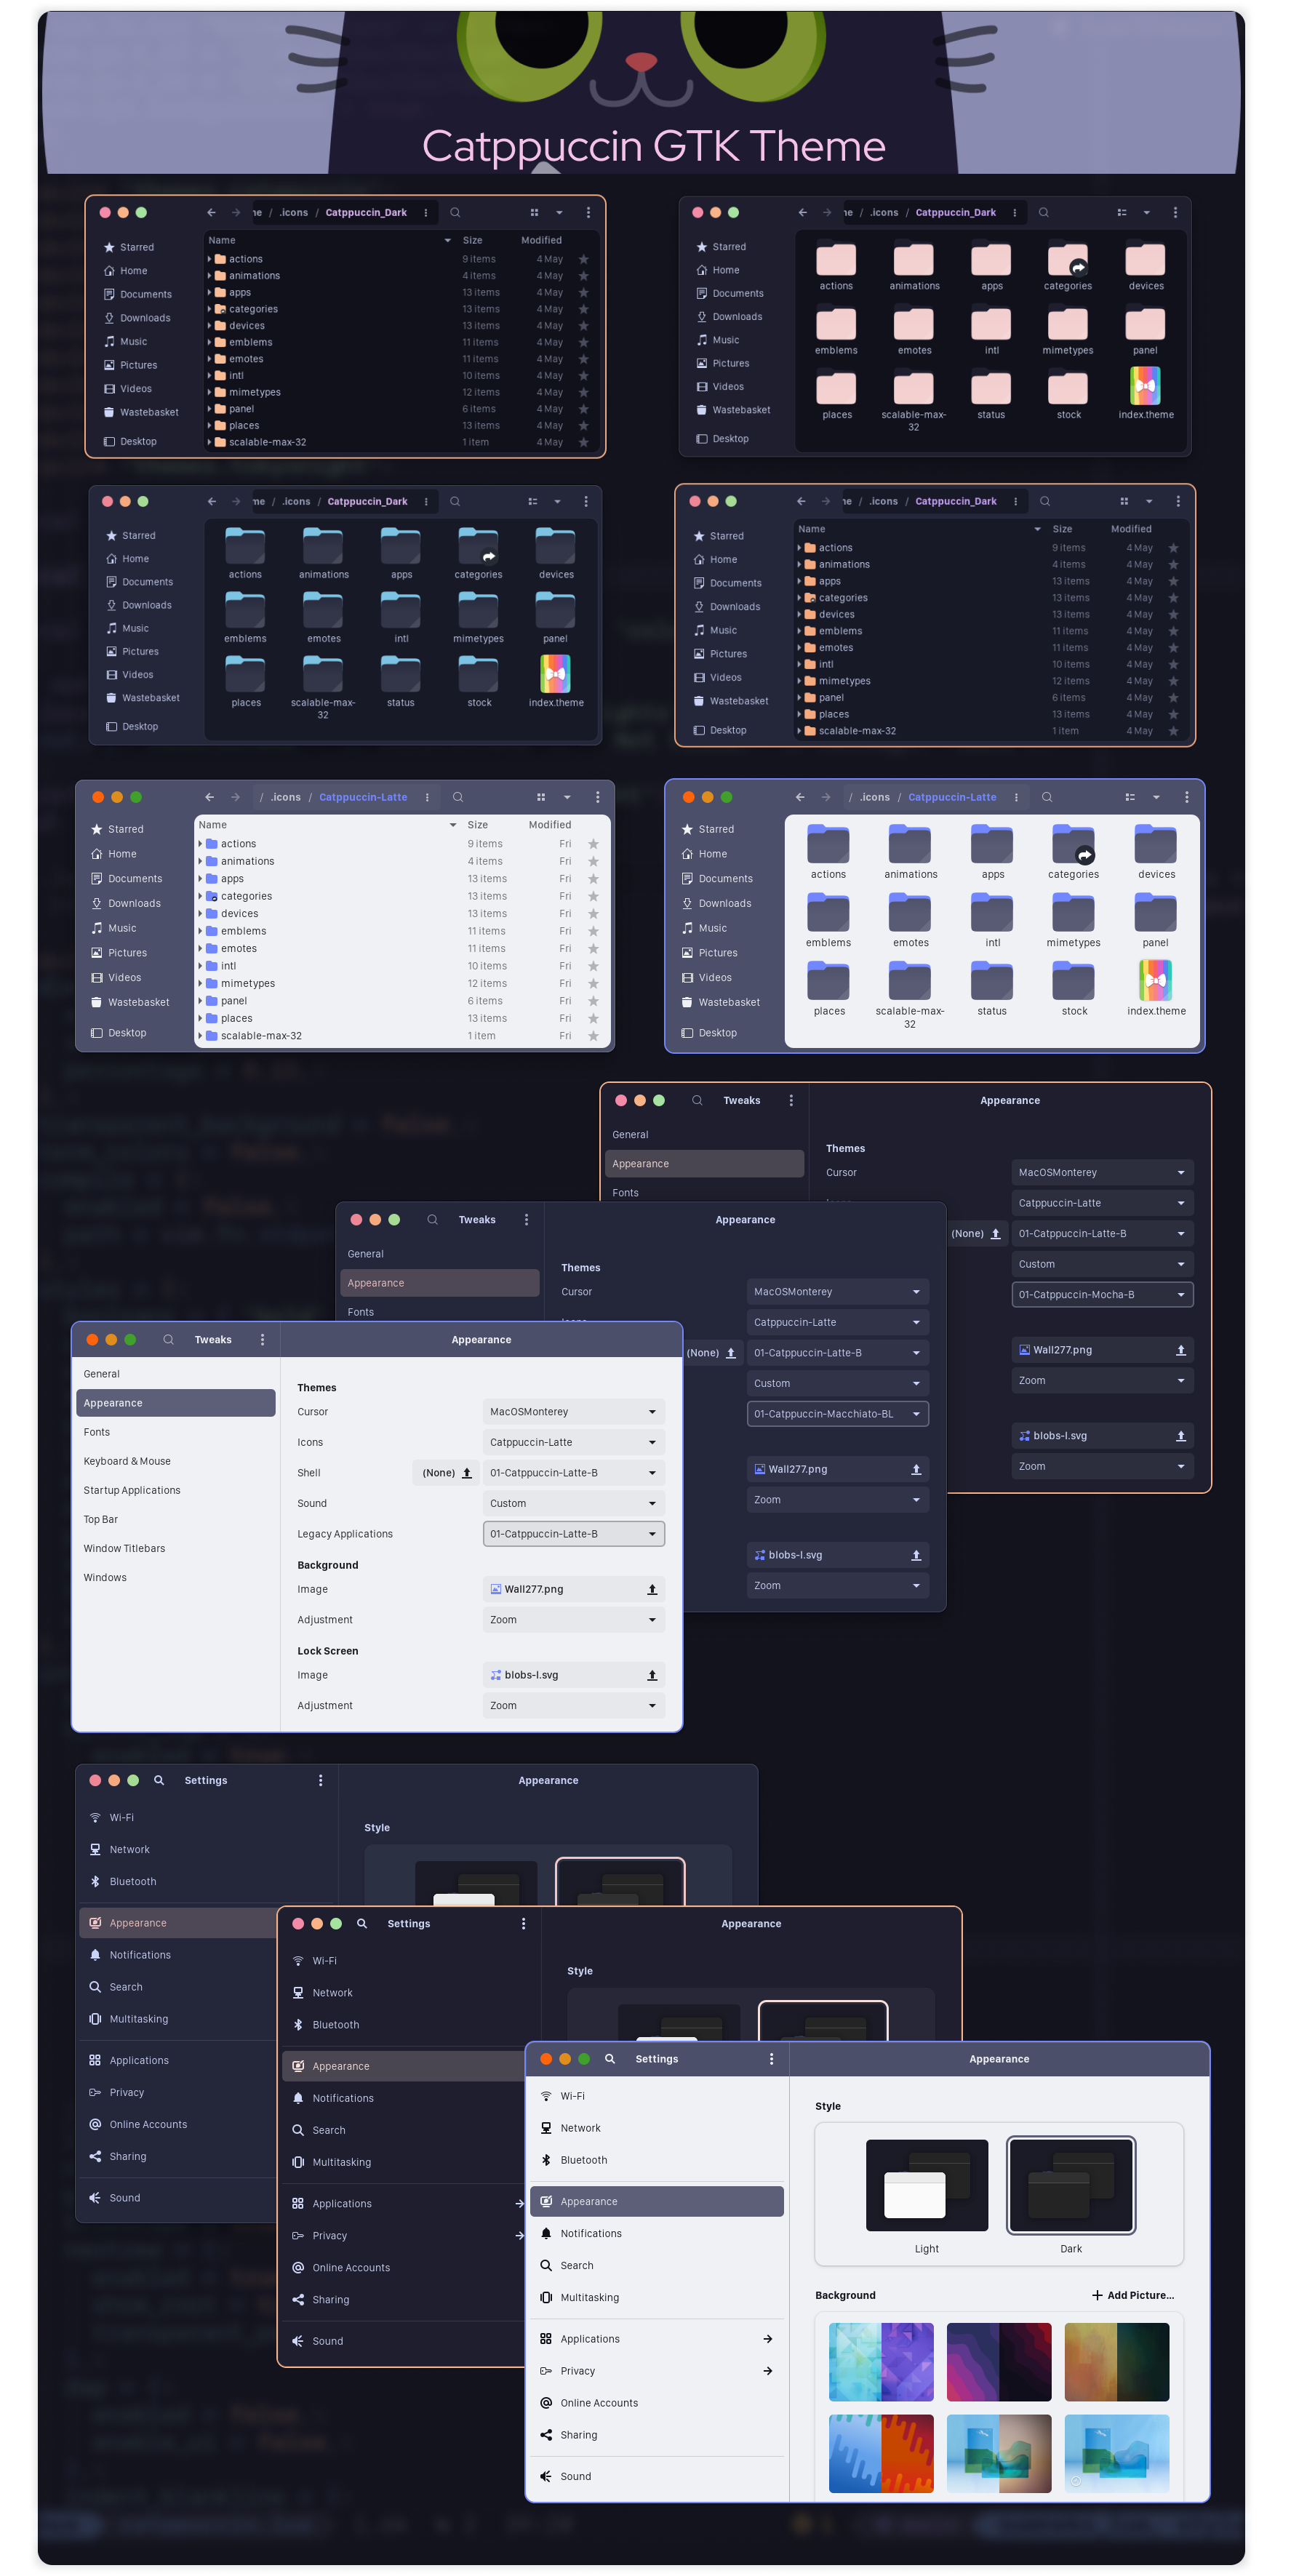 Catppuccin GTK Theme
ne / .icons / Catppuccin_Dark
Starred
Home
Documents
Downloads
Music
Pictures
Videos
Wastebasket
Desktop
Name Size Modified
actions 9 items 4 May
animations 4 items 4 May
apps 13 items 4 May
categories 13 items 4 May
devices 13 items 4 May
emblems 11 items 4 May
emotes 11 items 4 May
intl 10 items 4 May
mimetypes 12 items 4 May
panel 6 items 4 May
places 13 items 4 May
scalable-max-32 1 item 4 May
ne / .icons / Catppuccin_Dark
Starred
Home
Documents
Downloads
Music
Pictures
Videos
Wastebasket
Desktop
actions animations apps categories devices
emblems emotes intl mimetypes panel
places scalable-max-32 status stock index.theme
me / .icons / Catppuccin_Dark
Starred
Home
Documents
Downloads
Music
Pictures
Videos
Wastebasket
Desktop
actions animations apps categories devices
emblems emotes intl mimetypes panel
places scalable-max-32 status stock index.theme
ne / .icons / Catppuccin_Dark
Starred
Home
Documents
Downloads
Music
Pictures
Videos
Wastebasket
Desktop
Name Size Modified
actions 9 items 4 May
animations 4 items 4 May
apps 13 items 4 May
categories 13 items 4 May
devices 13 items 4 May
emblems 11 items 4 May
emotes 11 items 4 May
intl 10 items 4 May
mimetypes 12 items 4 May
panel 6 items 4 May
places 13 items 4 May
scalable-max-32 1 item 4 May
/ .icons / Catppuccin-Latte
Starred
Home
Documents
Downloads
Music
Pictures
Videos
Wastebasket
Desktop
Name Size Modified
actions 9 items Fri
animations 4 items Fri
apps 13 items Fri
categories 13 items Fri
devices 13 items Fri
emblems 11 items Fri
emotes 11 items Fri
intl 10 items Fri
mimetypes 12 items Fri
panel 6 items Fri
places 13 items Fri
scalable-max-32 1 item Fri
/ .icons / Catppuccin-Latte
Starred
Home
Documents
Downloads
Music
Pictures
Videos
Wastebasket
Desktop
actions animations apps categories devices
emblems emotes intl mimetypes panel
places scalable-max-32 status stock index.theme
Tweaks Appearance
General
Appearance
Fonts
Themes
Cursor MacOSMonterey
Catppuccin-Latte
(None) 01-Catppuccin-Latte-B
Custom
01-Catppuccin-Mocha-B
Wall277.png
Zoom
blobs-l.svg
Zoom
Tweaks Appearance
General
Appearance
Fonts
Themes
Cursor MacOSMonterey
Catppuccin-Latte
(None) 01-Catppuccin-Latte-B
Custom
01-Catppuccin-Macchiato-BL
Wall277.png
Zoom
blobs-l.svg
Zoom
Tweaks Appearance
General
Appearance
Fonts
Keyboard & Mouse
Startup Applications
Top Bar
Window Titlebars
Windows
Themes
Cursor MacOSMonterey
Icons Catppuccin-Latte
Shell (None) 01-Catppuccin-Latte-B
Sound Custom
Legacy Applications 01-Catppuccin-Latte-B
Background
Image Wall277.png
Adjustment Zoom
Lock Screen
Image blobs-l.svg
Adjustment Zoom
Settings Appearance
Wi-Fi
Network
Bluetooth
Appearance
Notifications
Search
Multitasking
Applications
Privacy
Online Accounts
Sharing
Sound
Style
Settings Appearance
Wi-Fi
Network
Bluetooth
Appearance
Notifications
Search
Multitasking
Applications
Privacy
Online Accounts
Sharing
Sound
Style
Settings Appearance
Wi-Fi
Network
Bluetooth
Appearance
Notifications
Search
Multitasking
Applications
Privacy
Online Accounts
Sharing
Sound
Style
Light Dark
Background Add Picture...